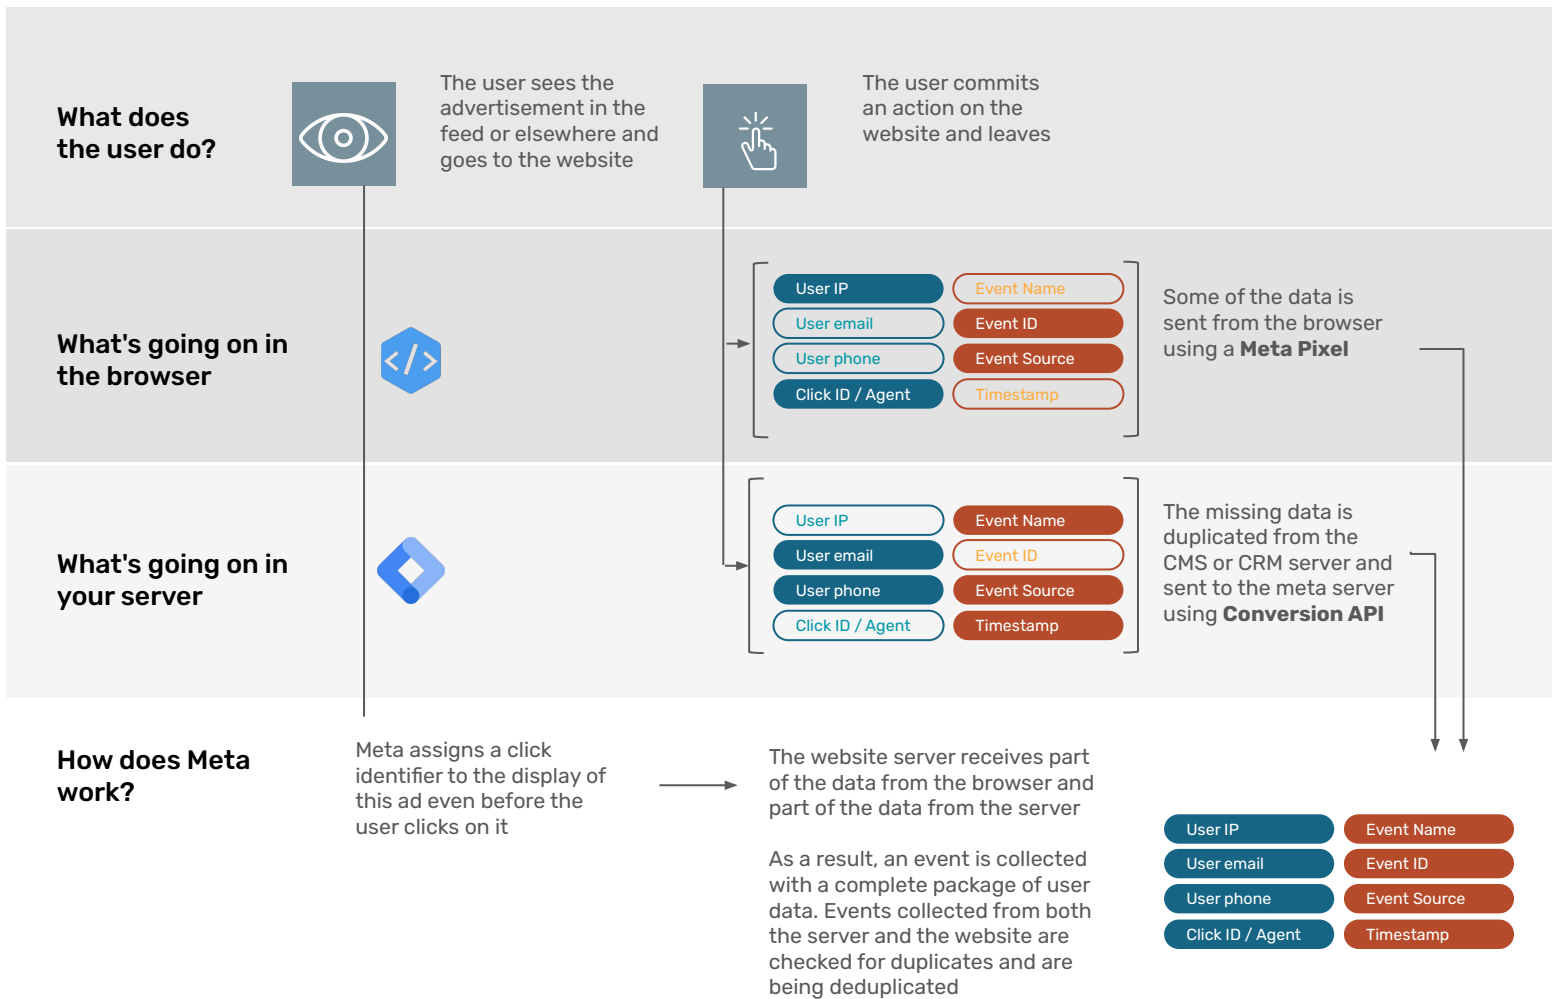 What does
the user do?
The user sees the
advertisement in the
feed or elsewhere and
goes to the website
The user commits
an action on the
website and leaves
What's going on in
the browser
</>
User IP
Event Name
User email
Event ID
User phone
Event Source
Click ID / Agent
Timestamp
Some of the data is
sent from the browser
using a Meta Pixel
What's going on in
your server
User IP
Event Name
User email
Event ID
User phone
Event Source
Click ID / Agent
Timestamp
The missing data is
duplicated from the
CMS or CRM server and
sent to the meta server
using Conversion API
How does Meta
work?
Meta assigns a click
identifier to the display of
this ad even before the
user clicks on it
The website server receives part
of the data from the browser and
part of the data from the server
As a result, an event is collected
with a complete package of user
data. Events collected from both
the server and the website are
checked for duplicates and are
being deduplicated
User IP
Event Name
User email
Event ID
User phone
Event Source
Click ID / Agent
Timestamp